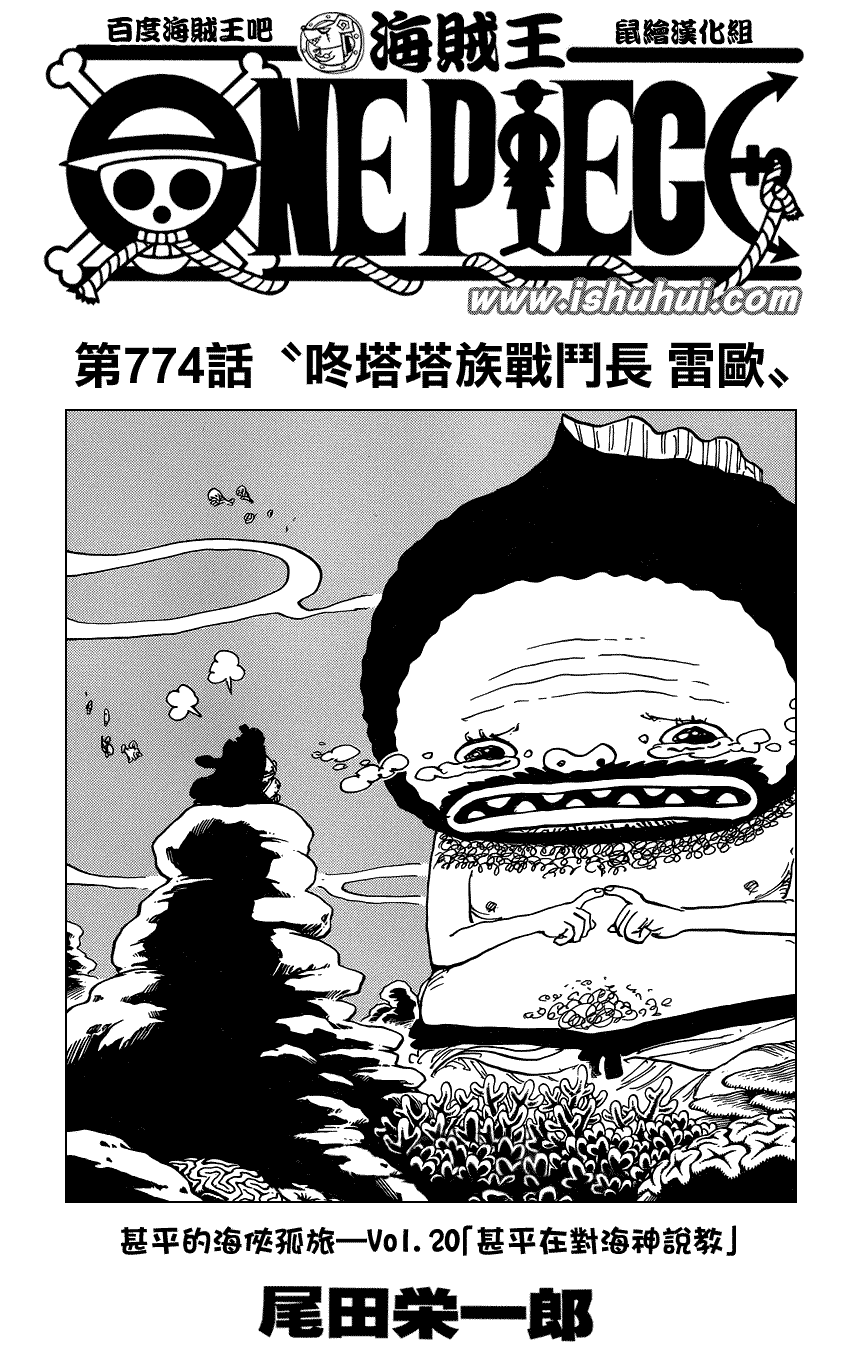 百度海賊王吧 海賊王 鼠繪漢化組
ONE PIECE
www.ishuhui.com
第774話〝咚塔塔族戰鬥長 雷歐〟
甚平的海俠孤旅—Vol.20「甚平在對海神說教」
尾田栄一郎